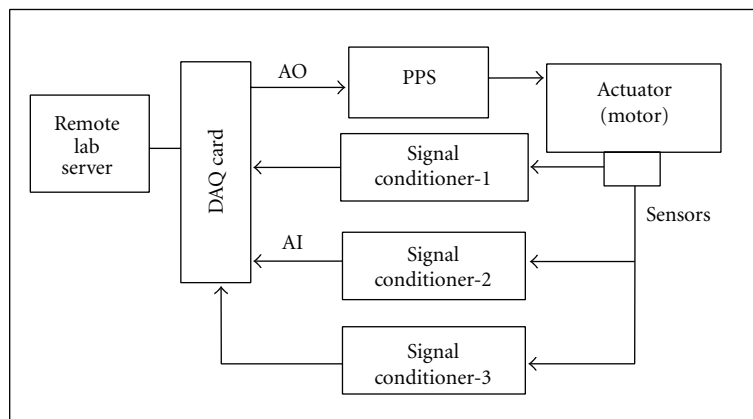 AO
PPS
Actuator
(motor)
Remote
lab
server
DAQ card
Signal
conditioner-1
Sensors
AI
Signal
conditioner-2
Signal
conditioner-3